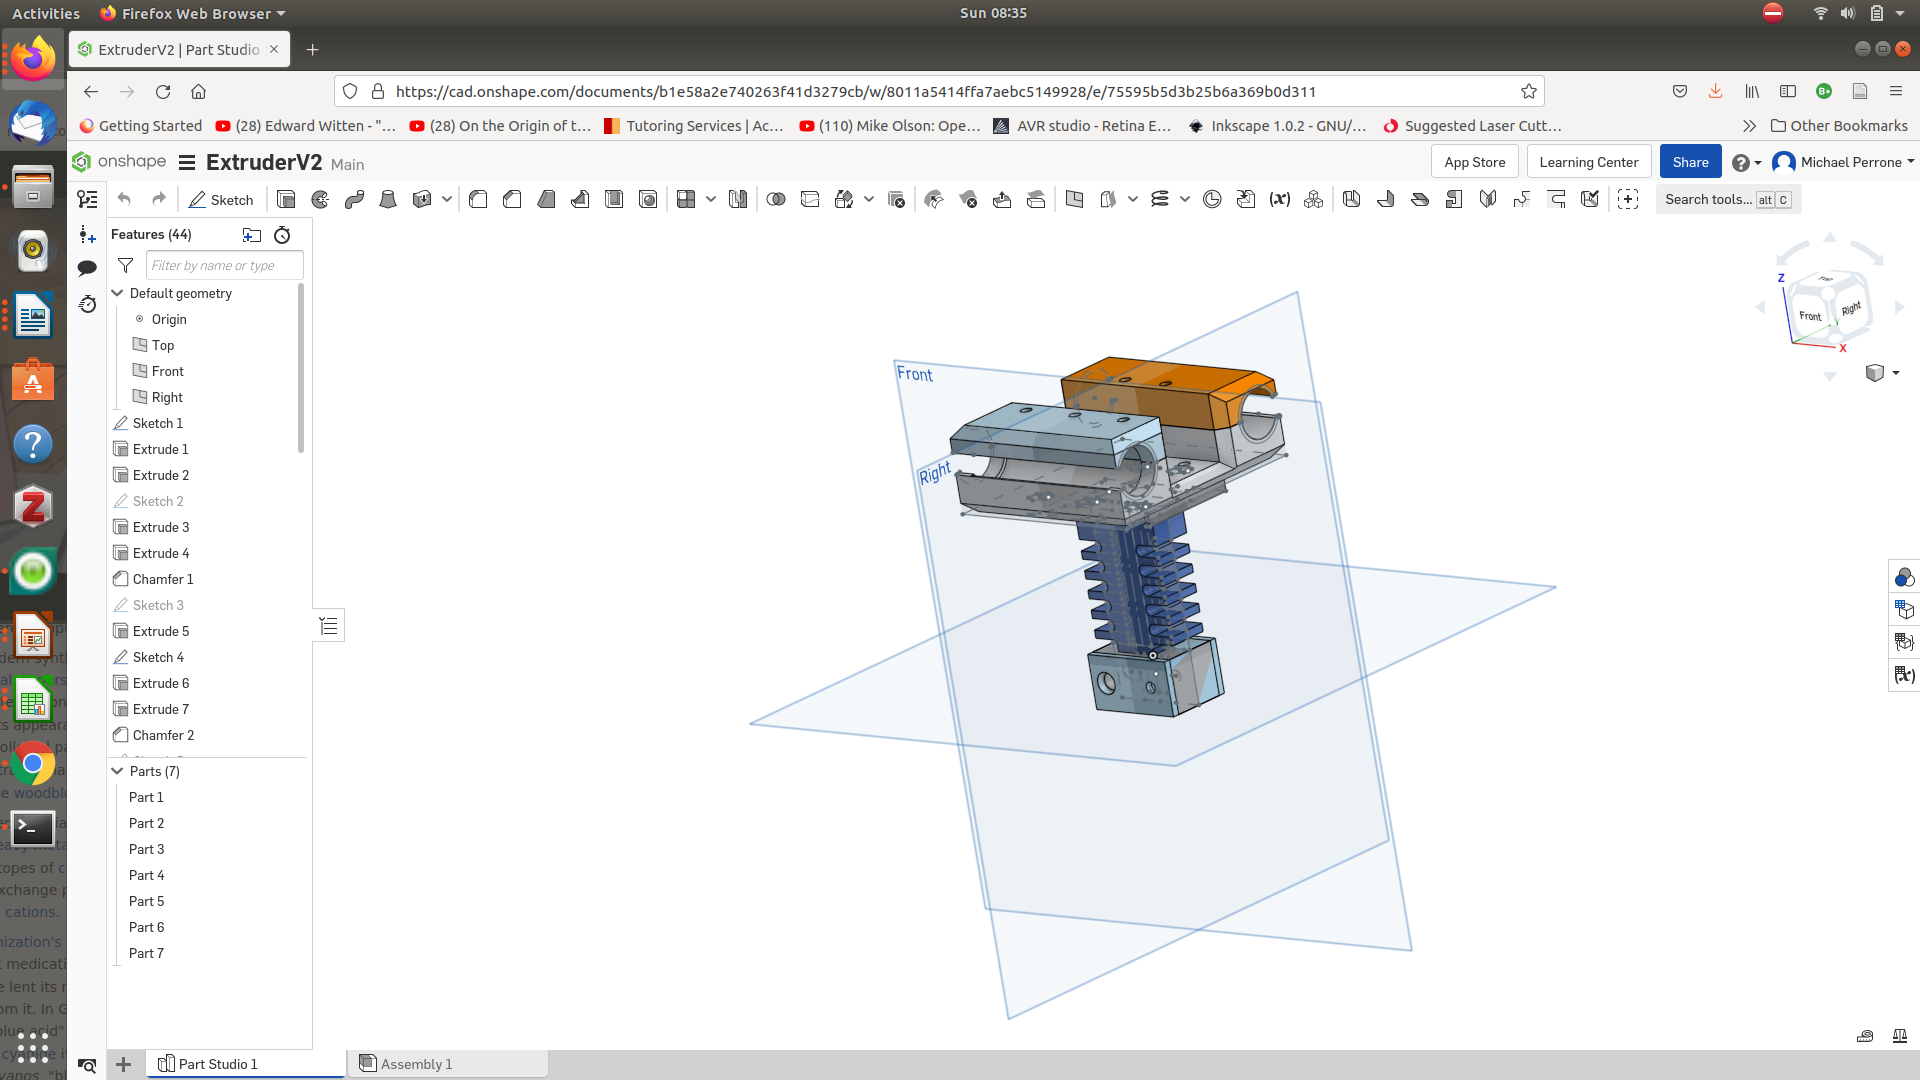 Activities
Firefox Web Browser
Sun 08:35
ExtruderV2 | Part Studio
https://cad.onshape.com/documents/b1e58a2e740263f41d3279cb/w/8011a5414ffa7aebc5149928/e/75595b5d3b25b6a369b0d311
Getting Started
(28) Edward Witten - "…
(28) On the Origin of t…
Tutoring Services | Ac…
(110) Mike Olson: Ope…
AVR studio - Retina E…
Inkscape 1.0.2 - GNU/…
Suggested Laser Cutt…
Other Bookmarks
onshape
ExtruderV2 Main
App Store
Learning Center
Share
Michael Perrone
Sketch
Search tools... alt C
Features (44)
Filter by name or type
Default geometry
Origin
Top
Front
Right
Sketch 1
Extrude 1
Extrude 2
Sketch 2
Extrude 3
Extrude 4
Chamfer 1
Sketch 3
Extrude 5
Sketch 4
Extrude 6
Extrude 7
Chamfer 2
Parts (7)
Part 1
Part 2
Part 3
Part 4
Part 5
Part 6
Part 7
Front
Right
Z
Top
Front
Right
X
Part Studio 1
Assembly 1